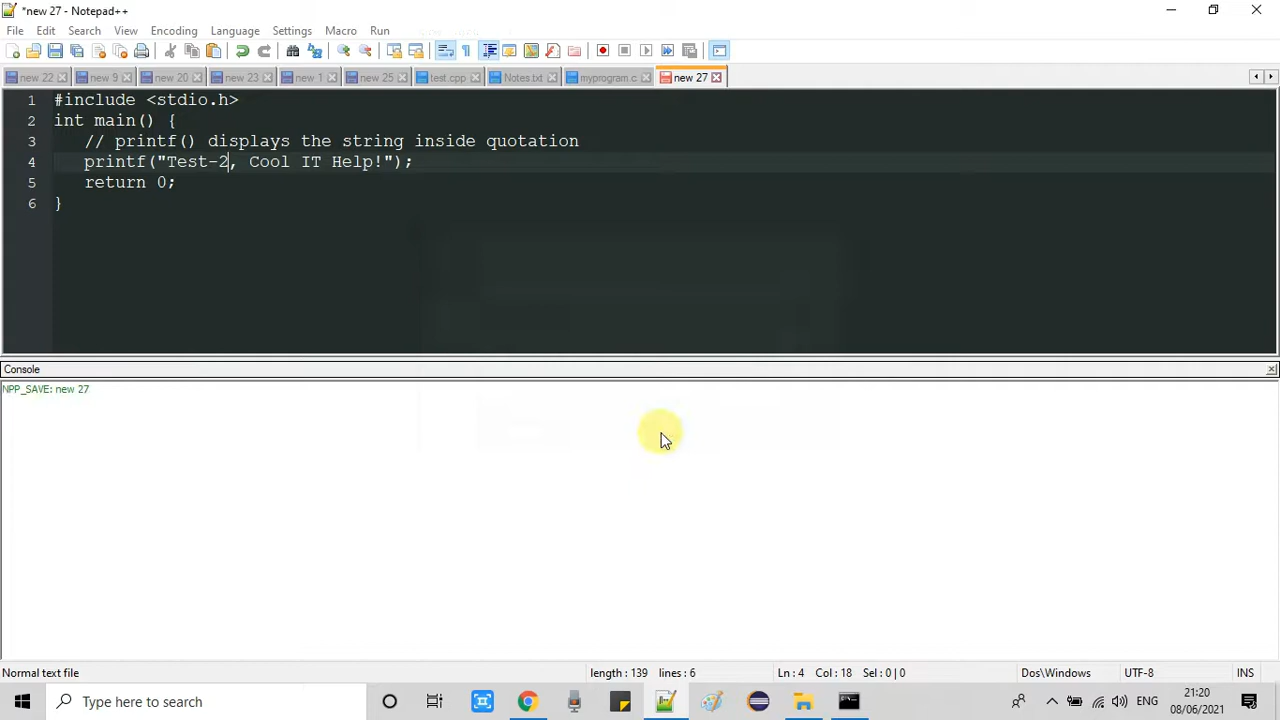 *new 27 - Notepad++
File Edit Search View Encoding Language Settings Macro Run
new 22 new 9 new 20 new 23 new 1 new 25 test.cpp Notes.txt myprogram.c new 27
1 #include <stdio.h>
2 int main() {
3 // printf() displays the string inside quotation
4 printf("Test-2, Cool IT Help!");
5 return 0;
6 }
Console
NPP_SAVE: new 27
Normal text file length : 139 lines : 6 Ln : 4 Col : 18 Sel : 0 | 0 Dos\Windows UTF-8 INS
Type here to search ENG 21:20
08/06/2021